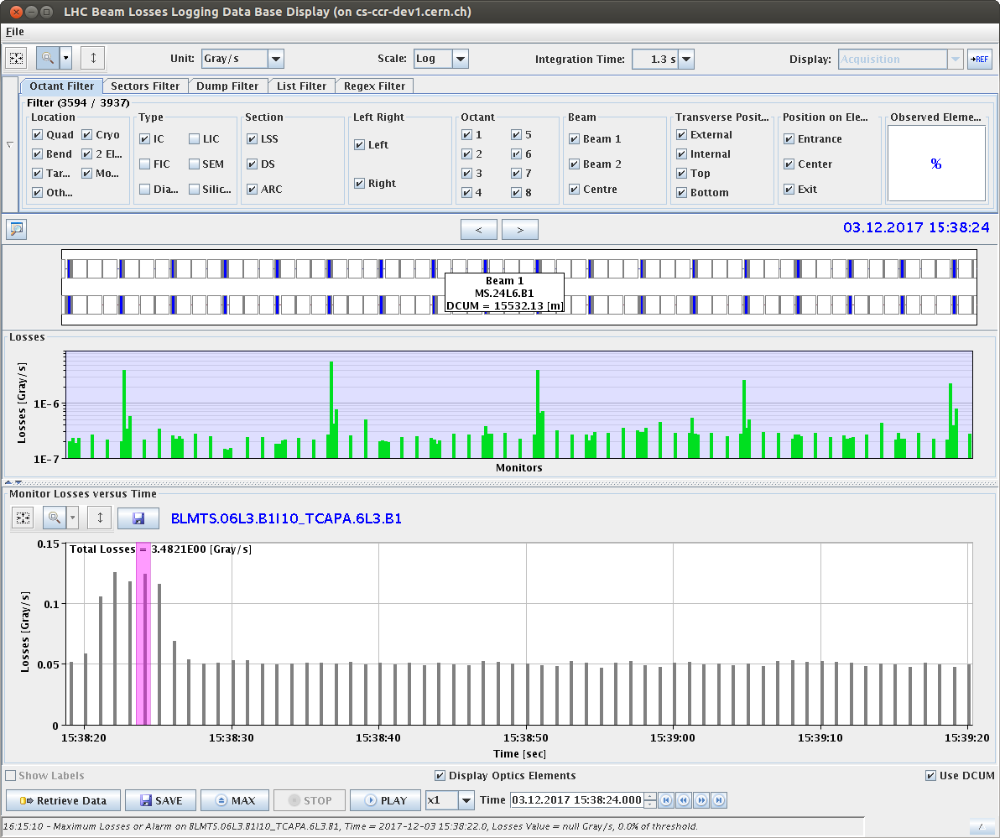 LHC Beam Losses Logging Data Base Display (on cs-ccr-dev1.cern.ch)
File
Unit: Gray/s Scale: Log Integration Time: 1.3 s Display: Acquisition →REF
Octant Filter Sectors Filter Dump Filter List Filter Regex Filter
Filter (3594 / 3937)
Location Type Section Left Right Octant Beam Transverse Posit... Position on Ele... Observed Eleme...
Quad Cryo IC LIC LSS Left 1 5 Beam 1 External Entrance
Bend 2 El... FIC SEM DS Right 2 6 Beam 2 Internal Center %
Tar... Mo... Dia... Silic... ARC 3 7 Centre Top Exit
Oth... 4 8 Bottom
< > 03.12.2017 15:38:24
Beam 1
MS.24L6.B1
DCUM = 15532.13 [m]
Losses
Losses [Gray/s]
1E-6
1E-7
Monitors
Monitor Losses versus Time
BLMTS.06L3.B1I10_TCAPA.6L3.B1
Total Losses = 3.4821E00 [Gray/s]
Losses [Gray/s]
0.15
0.1
0.05
0
15:38:20 15:38:30 15:38:40 15:38:50 15:39:00 15:39:10 15:39:20
Time [sec]
Show Labels Display Optics Elements Use DCUM
Retrieve Data SAVE MAX STOP PLAY x1 Time 03.12.2017 15:38:24.000
16:15:10 - Maximum Losses or Alarm on BLMTS.06L3.B1I10_TCAPA.6L3.B1, Time = 2017-12-03 15:38:22.0, Losses Value = null Gray/s, 0.0% of threshold.